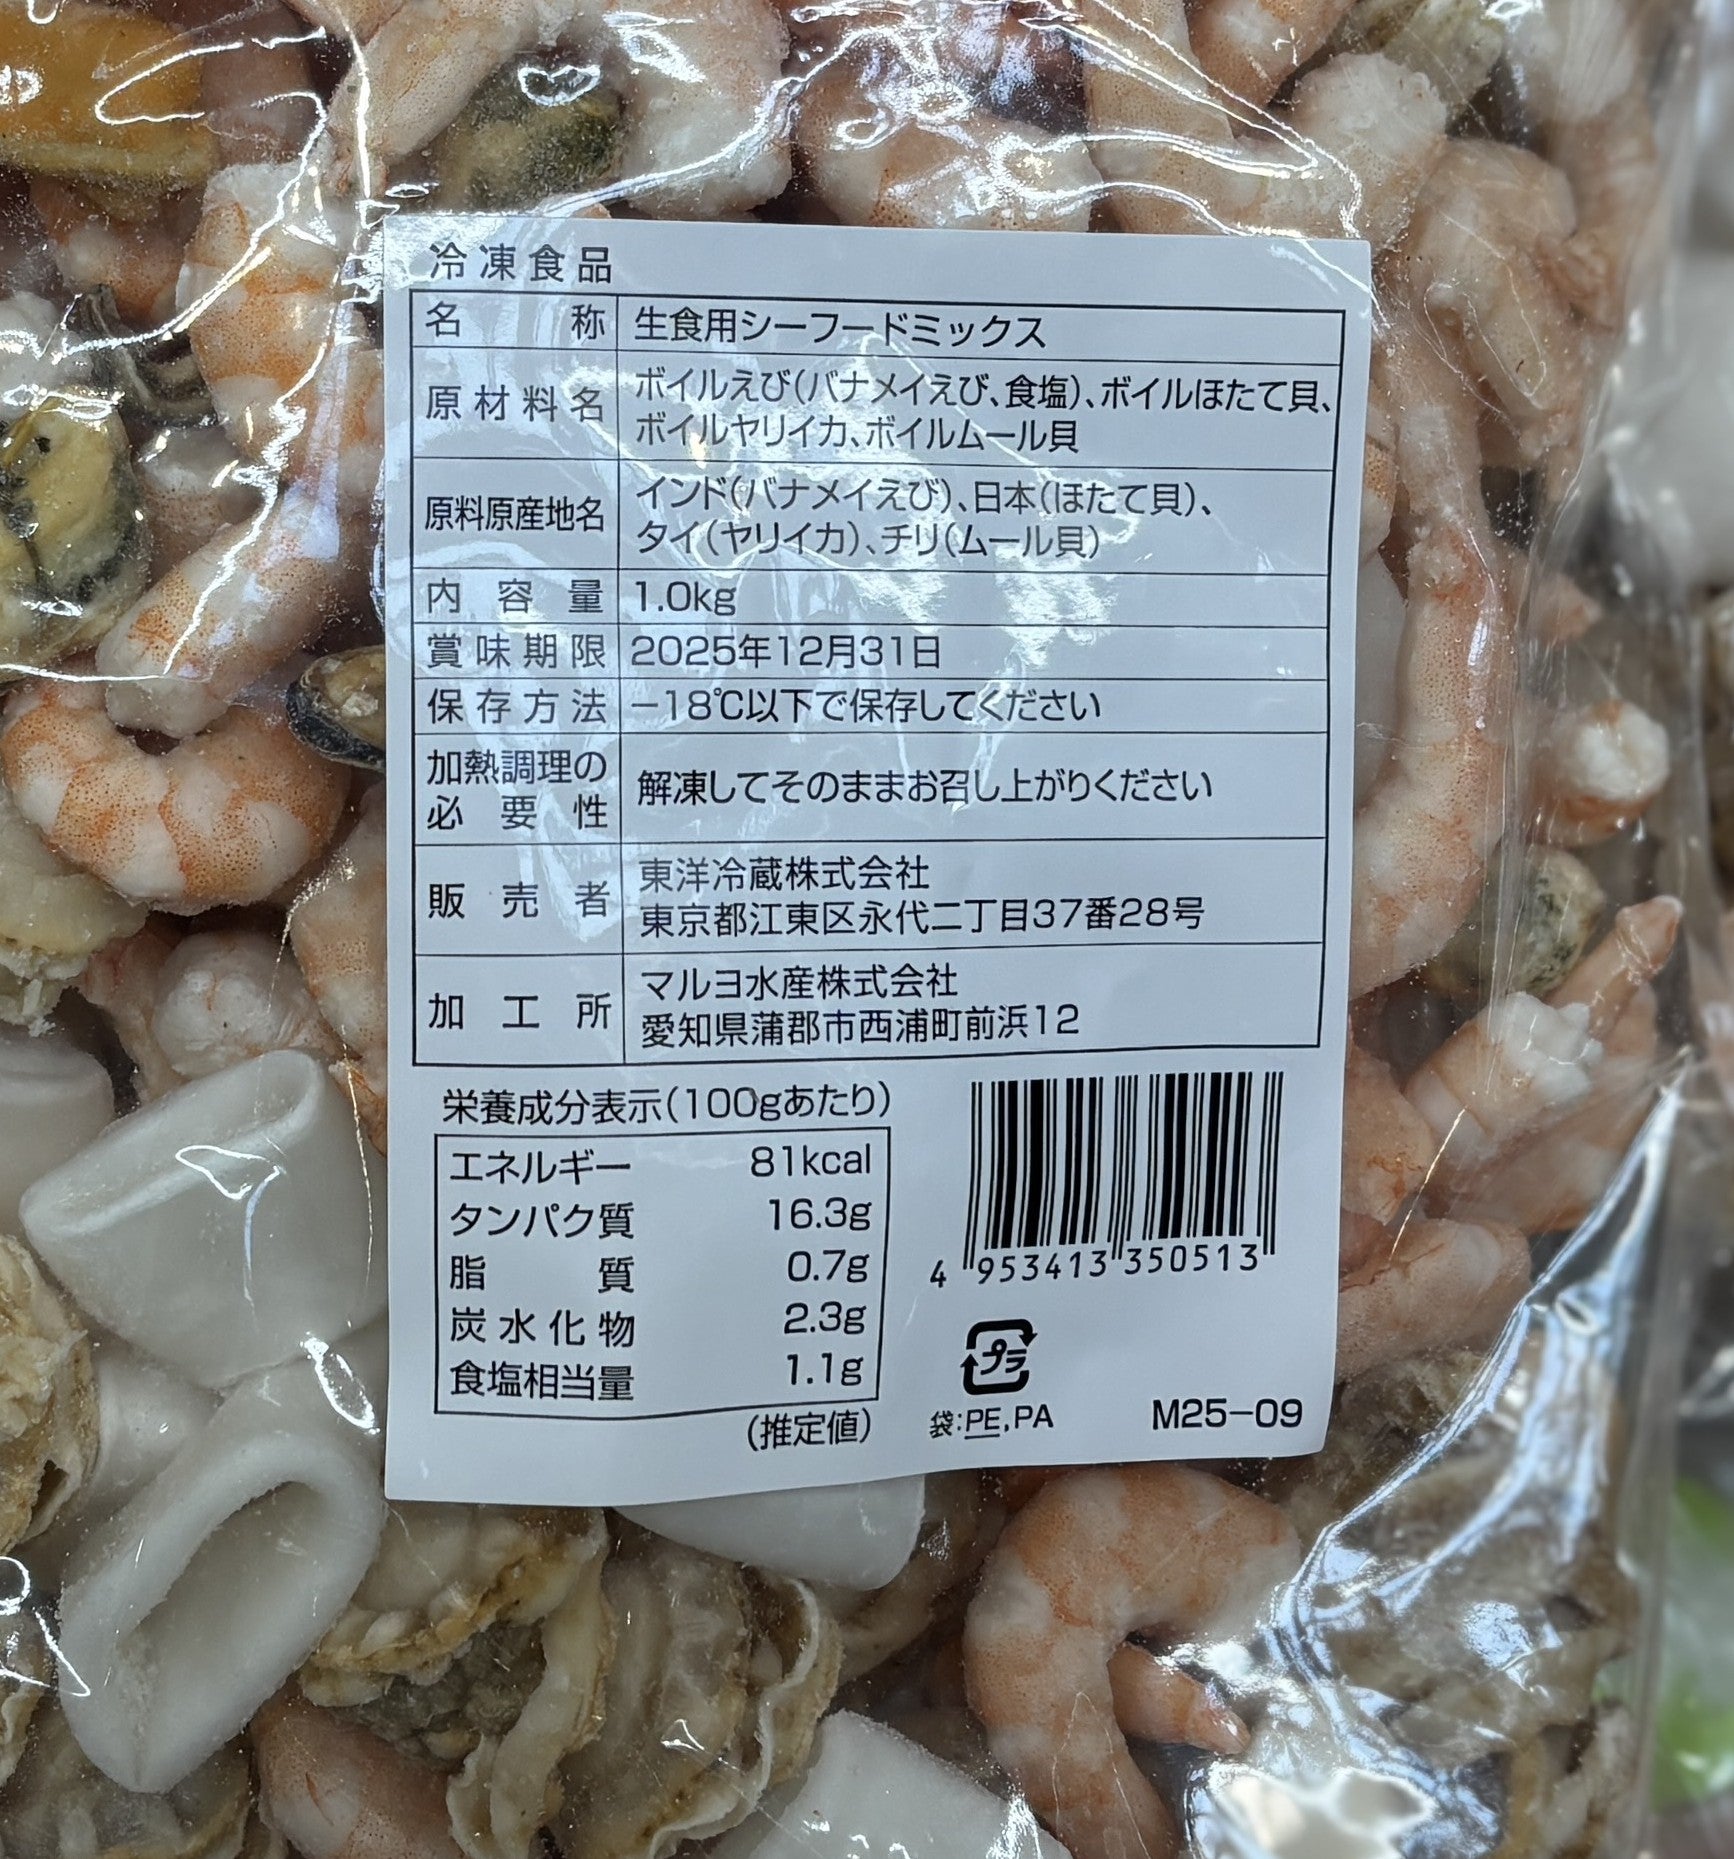 冷凍食品
名称 生食用シーフードミックス
原材料名 ボイルえび(バナメイえび、食塩)、ボイルほたて貝、
ボイルヤリイカ、ボイルムール貝
原料原産地名 インド(バナメイえび)、日本(ほたて貝)、
タイ(ヤリイカ)、チリ(ムール貝)
内容量 1.0kg
賞味期限 2025年12月31日
保存方法 −18℃以下で保存してください
加熱調理の
必要性 解凍してそのままお召し上がりください
販売者 東洋冷蔵株式会社
東京都江東区永代二丁目37番28号
加工所 マルヨ水産株式会社
愛知県蒲郡市西浦町前浜12
栄養成分表示(100gあたり)
エネルギー 81kcal
タンパク質 16.3g
脂質 0.7g
炭水化物 2.3g
食塩相当量 1.1g
(推定値)
4 953413 350513
プラ
袋:PE,PA
M25−09